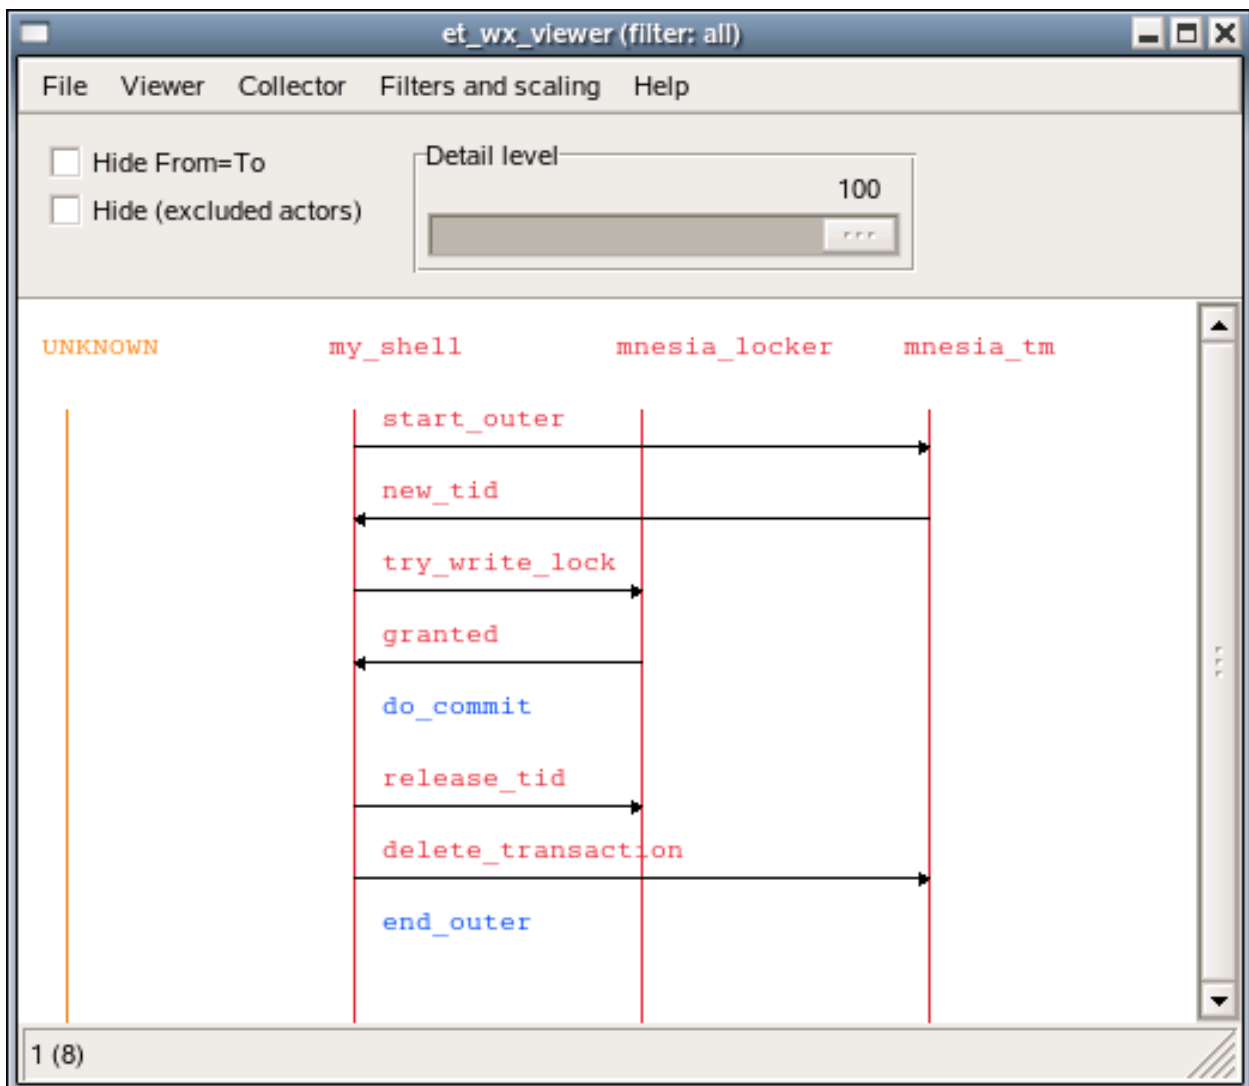 et_wx_viewer (filter: all)
File Viewer Collector Filters and scaling Help
Hide From=To
Hide (excluded actors)
Detail level
100
UNKNOWN my_shell mnesia_locker mnesia_tm
start_outer
new_tid
try_write_lock
granted
do_commit
release_tid
delete_transaction
end_outer
1 (8)